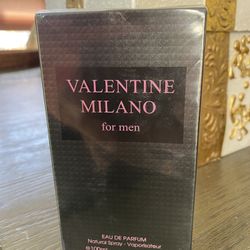 VALENTINE
MILANO
for men
EAU DE PARFUM
Natural Spray - Vaporisateur